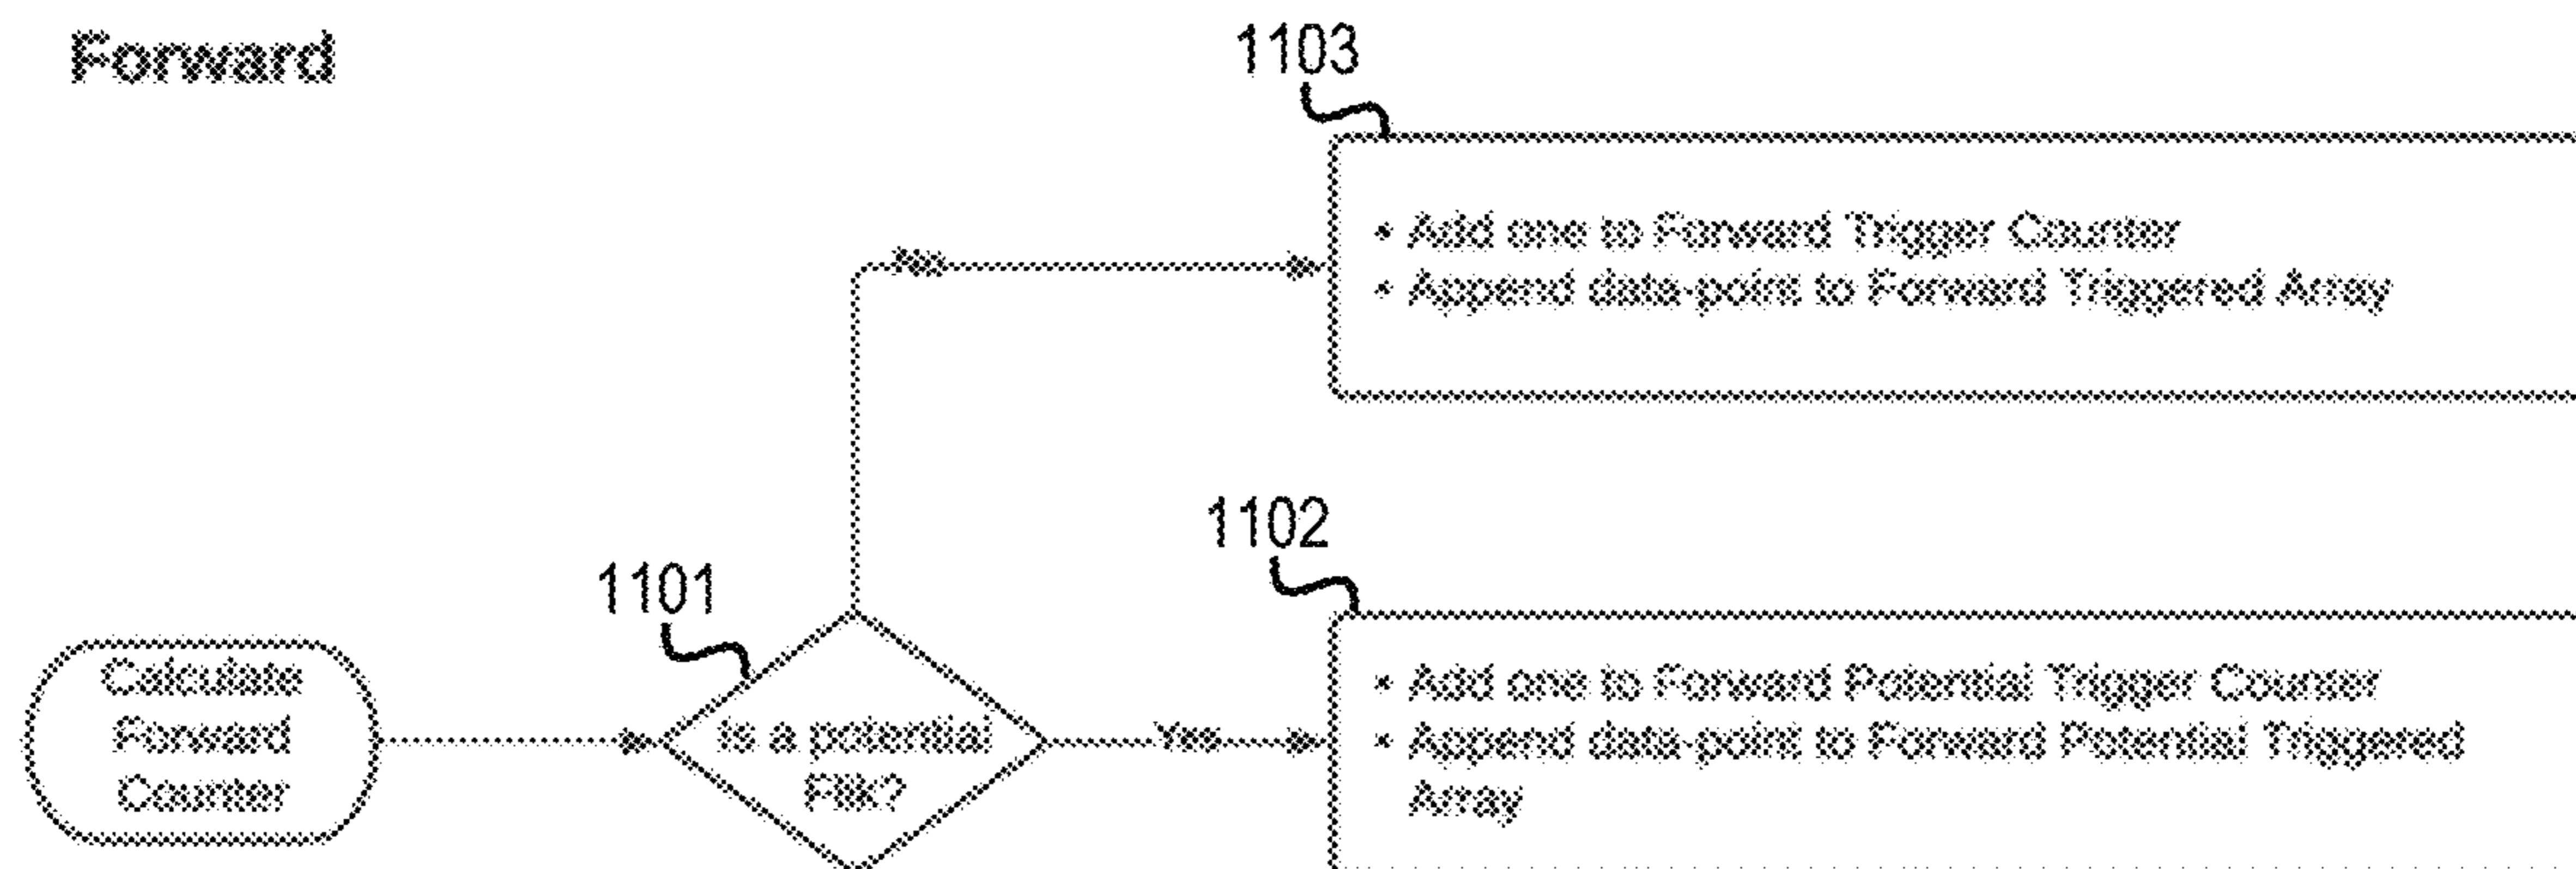 Forward
1103
• Add one to Forward Trigger Counter
No
• Append data-point to Forward Triggered Array
1102
1101
Calculate
Forward
Counter
is a potential
Flik?
Yes
• Add one to Forward Potential Trigger Counter
• Append data-point to Forward Potential Triggered
Array